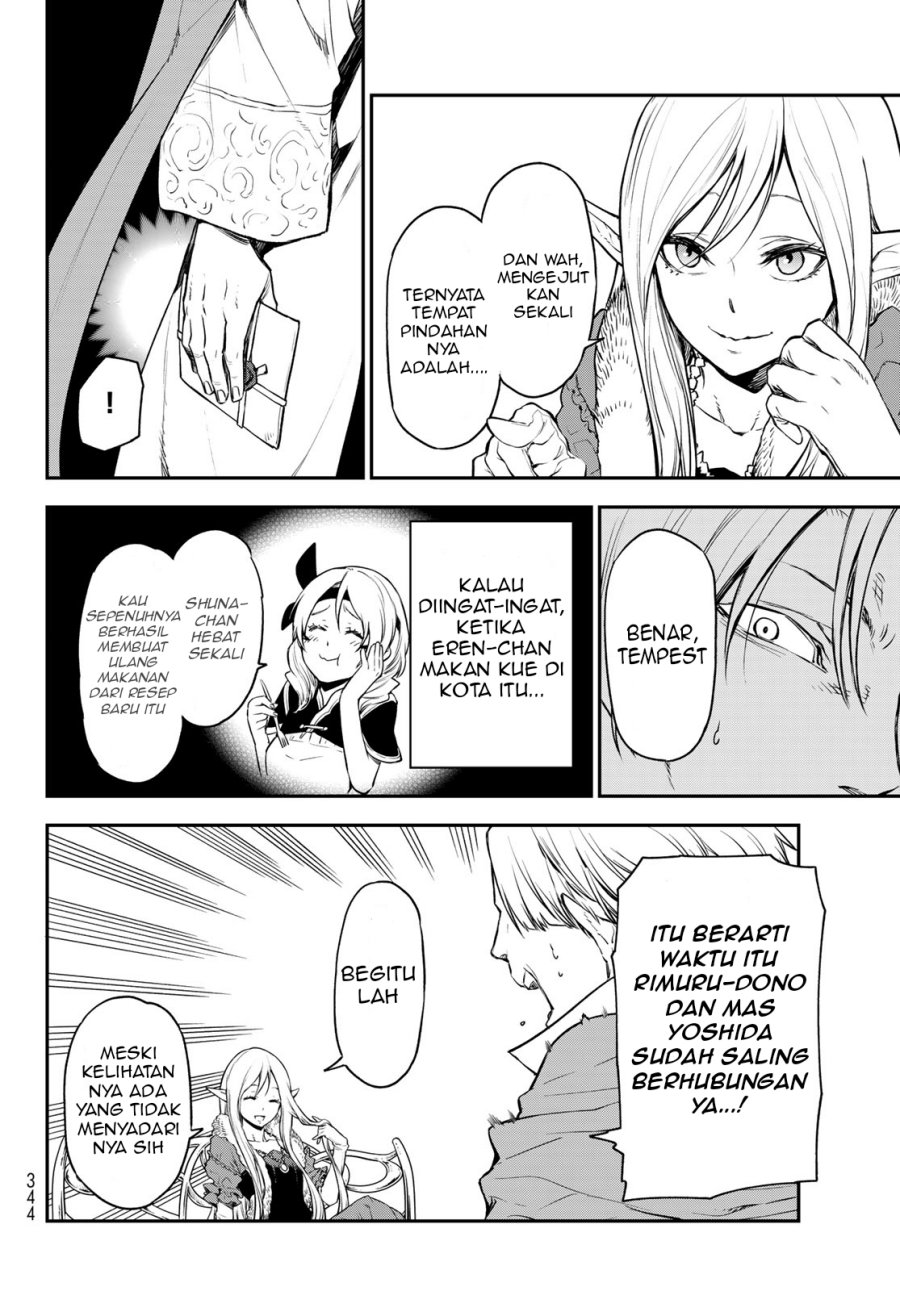 DAN WAH,
MENGEJUT
KAN
SEKALI
TERNYATA
TEMPAT
PINDAHAN
NYA
ADALAH....
!
BENAR,
TEMPEST
KALAU
DIINGAT-INGAT,
KETIKA
EREN-CHAN
MAKAN KUE DI
KOTA ITU...
SHUNA-
CHAN
HEBAT
SEKALI
KAU
SEPENUHNYA
BERHASIL
MEMBUAT
ULANG
MAKANAN
DARI RESEP
BARU ITU
ITU BERARTI
WAKTU ITU
RIMURU-DONO
DAN MAS
YOSHIDA
SUDAH SALING
BERHUBUNGAN
YA...!
BEGITU
LAH
MESKI
KELIHATAN
NYA ADA
YANG TIDAK
MENYADARI
NYA SIH
344